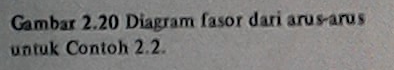 Gambar 2.20 Diagram fasor dari arus-arus
untuk Contoh 2.2.